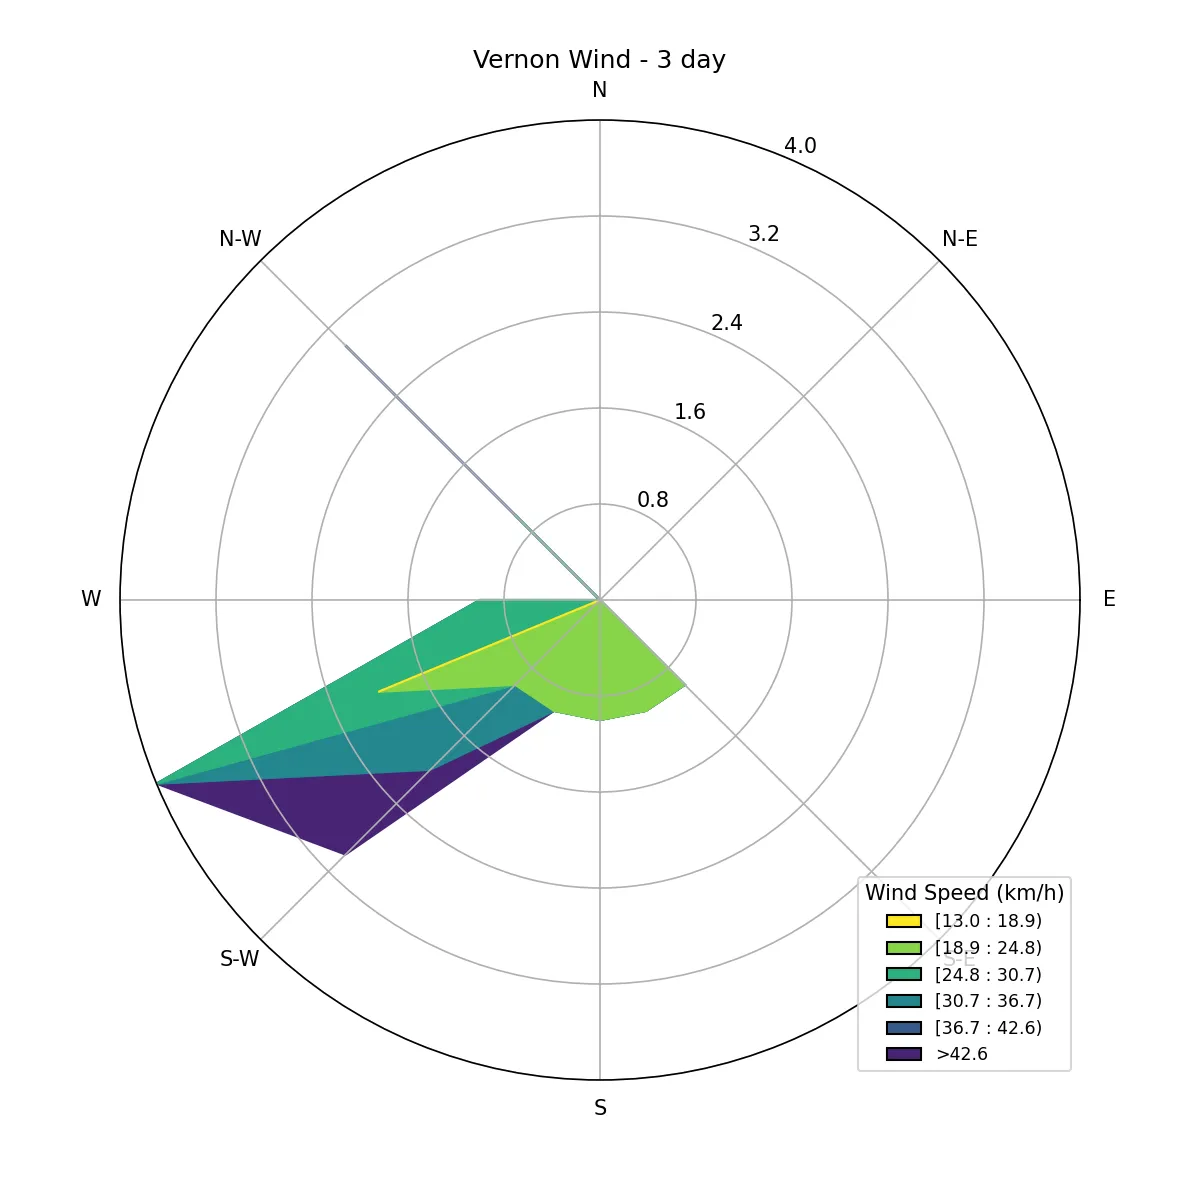 Vernon Wind - 3 day
N
4.0
N-W
3.2
N-E
2.4
1.6
0.8
W
E
Wind Speed (km/h)
[13.0 : 18.9)
[18.9 : 24.8)
S-W
S-E
[24.8 : 30.7)
[30.7 : 36.7)
[36.7 : 42.6)
>42.6
S